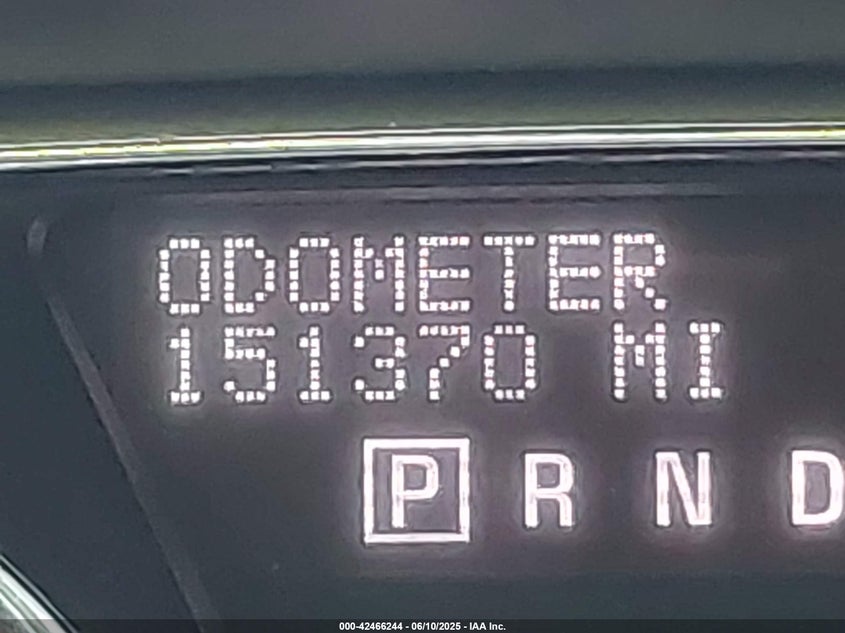 ODOMETER
151370 MI
P R N D
000-42466244 - 06/10/2025 - IAA Inc.